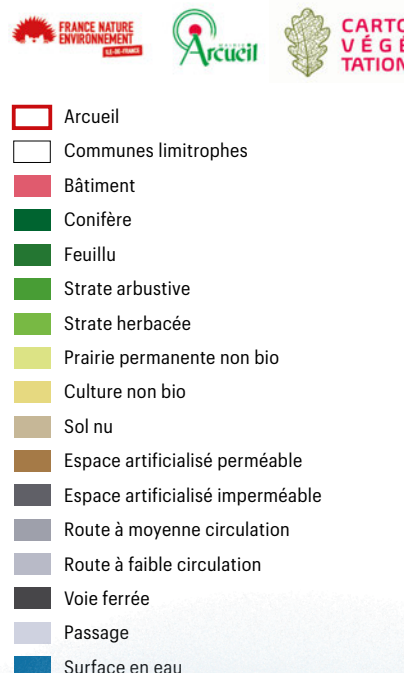 FRANCE NATURE
ENVIRONNEMENT
ILE-DE-FRANCE
MAIRIE
Arcueil
CARTO
VÉGÉ
TATION
Arcueil
Communes limitrophes
Bâtiment
Conifère
Feuillu
Strate arbustive
Strate herbacée
Prairie permanente non bio
Culture non bio
Sol nu
Espace artificialisé perméable
Espace artificialisé imperméable
Route à moyenne circulation
Route à faible circulation
Voie ferrée
Passage
Surface en eau